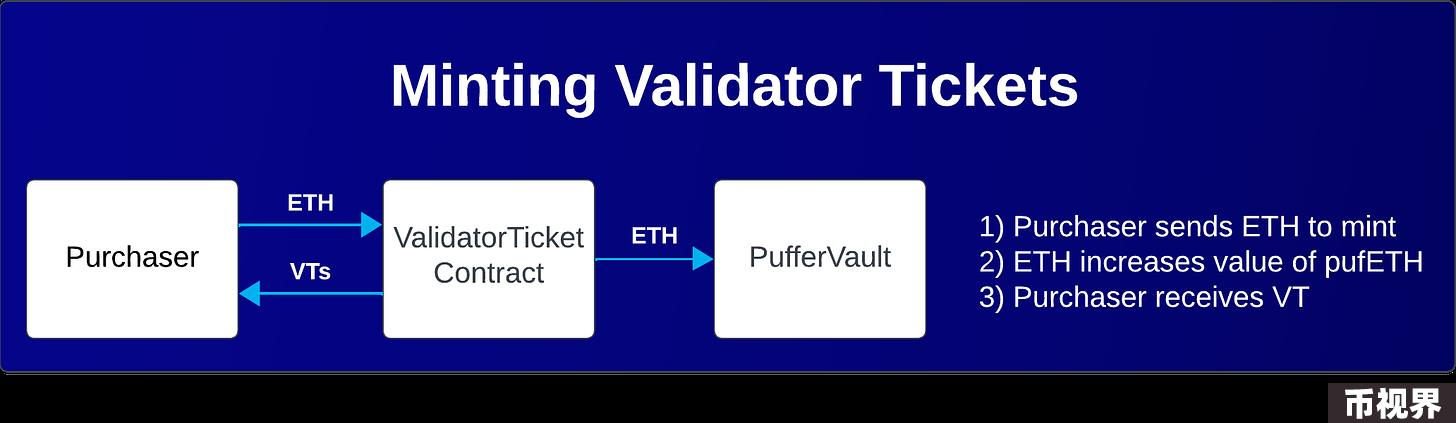 Minting Validator Tickets
Purchaser
ETH
VTs
ValidatorTicket
Contract
ETH
PufferVault
1) Purchaser sends ETH to mint
2) ETH increases value of pufETH
3) Purchaser receives VT
币视界